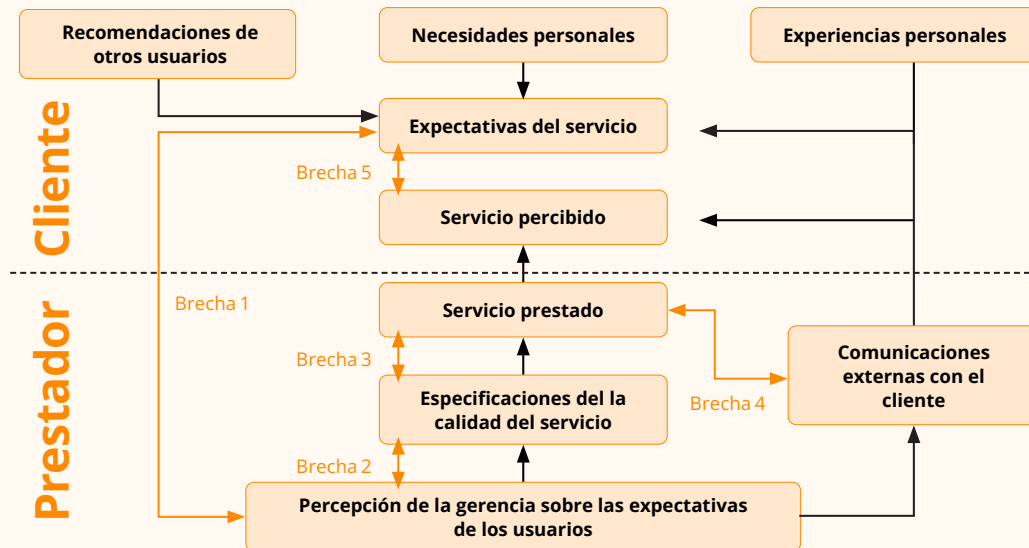 Recomendaciones de
otros usuarios
Necesidades personales
Experiencias personales
Cliente
Expectativas del servicio
Brecha 5
Servicio percibido
Brecha 1
Prestador
Servicio prestado
Brecha 3
Comunicaciones
externas con el
cliente
Especificaciones del la
calidad del servicio
Brecha 4
Brecha 2
Percepción de la gerencia sobre las expectativas
de los usuarios